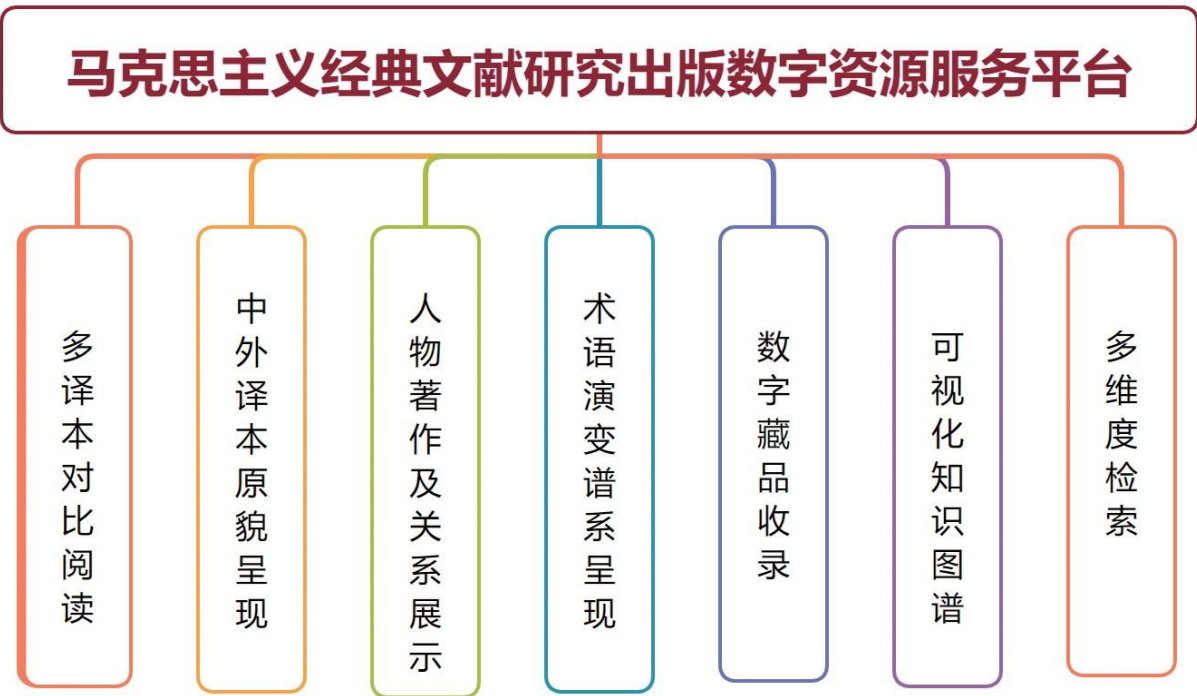 马克思主义经典文献研究出版数字资源服务平台
多译本对比阅读
中外译本原貌呈现
人物著作及关系展示
术语演变谱系呈现
数字藏品收录
可视化知识图谱
多维度检索